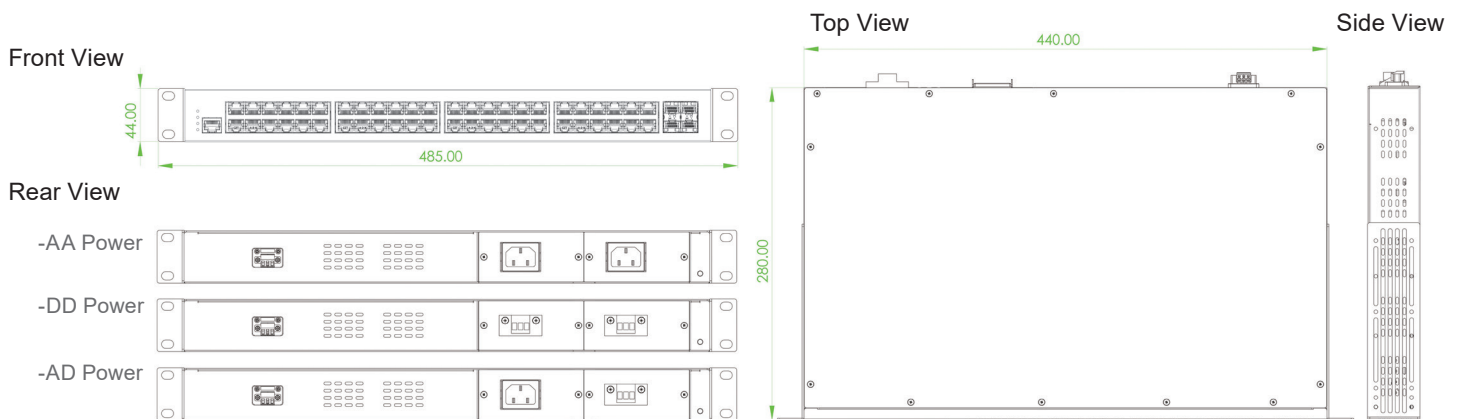 Top View
Side View
Front View
440.00
44.00
485.00
Rear View
-AA Power
280.00
-DD Power
-AD Power